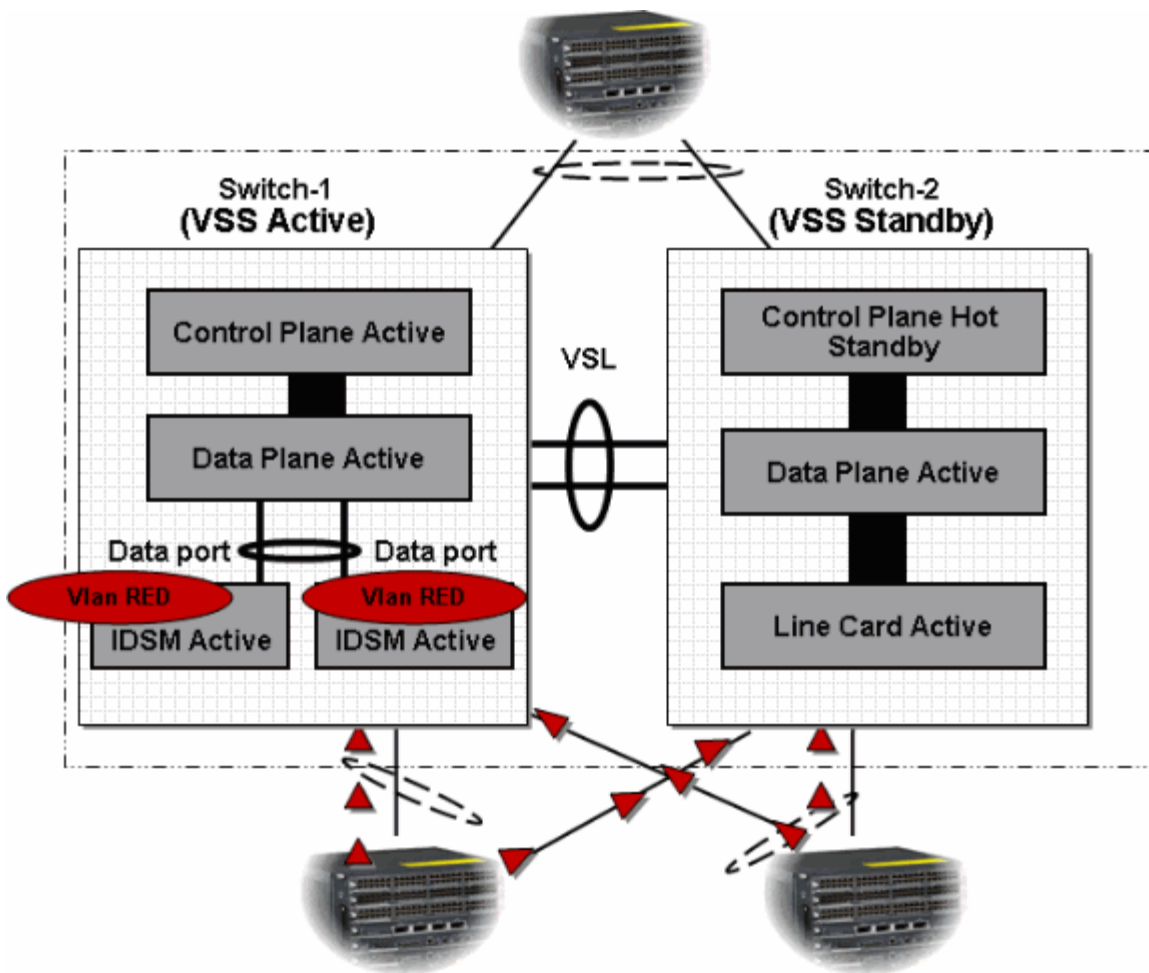 Switch-1
(VSS Active)
Switch-2
(VSS Standby)
Control Plane Active
Control Plane Hot
Standby
VSL
Data Plane Active
Data Plane Active
Data port
Data port
Vlan RED
Vlan RED
IDSM Active
IDSM Active
Line Card Active